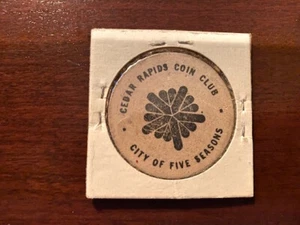 CEDAR RAPIDS COIN CLUB
CITY OF FIVE SEASONS